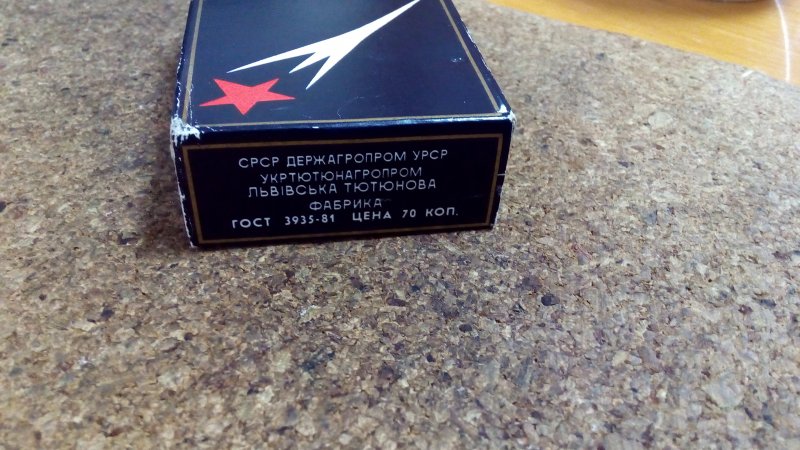 СРСР ДЕРЖАГРОПРОМ УРСР
УКРТЮТЮНАГРОПРОМ
ЛЬВІВСЬКА ТЮТЮНОВА
ФАБРИКА
ГОСТ 3935-81 ЦЕНА 70 КОП.